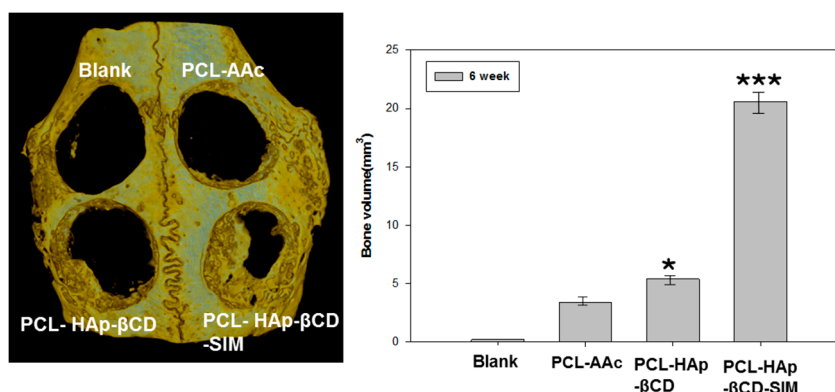 Blank
PCL-AAc
PCL- HAp-βCD
PCL- HAp-βCD
-SIM
25
20
15
10
5
0
Bone volume(mm³)
6 week
*
***
Blank
PCL-AAc
PCL-HAp
-βCD
PCL-HAp
-βCD-SIM